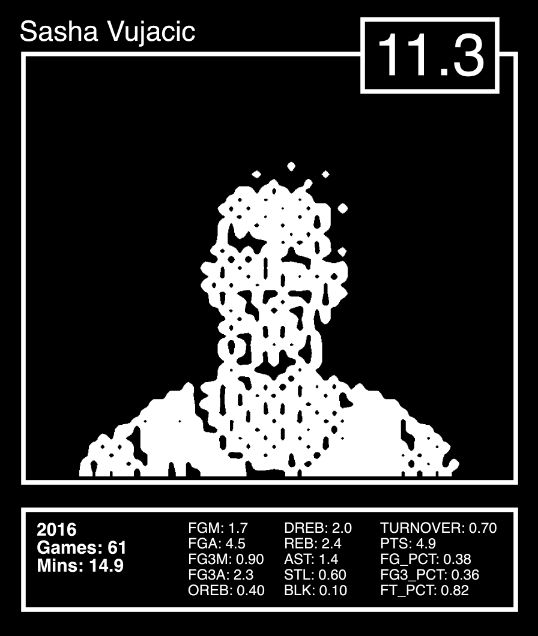 Sasha Vujacic
11.3
2016
Games: 61
Mins: 14.9
FGM: 1.7
FGA: 4.5
FG3M: 0.90
FG3A: 2.3
OREB: 0.40
DREB: 2.0
REB: 2.4
AST: 1.4
STL: 0.60
BLK: 0.10
TURNOVER: 0.70
PTS: 4.9
FG_PCT: 0.38
FG3_PCT: 0.36
FT_PCT: 0.82